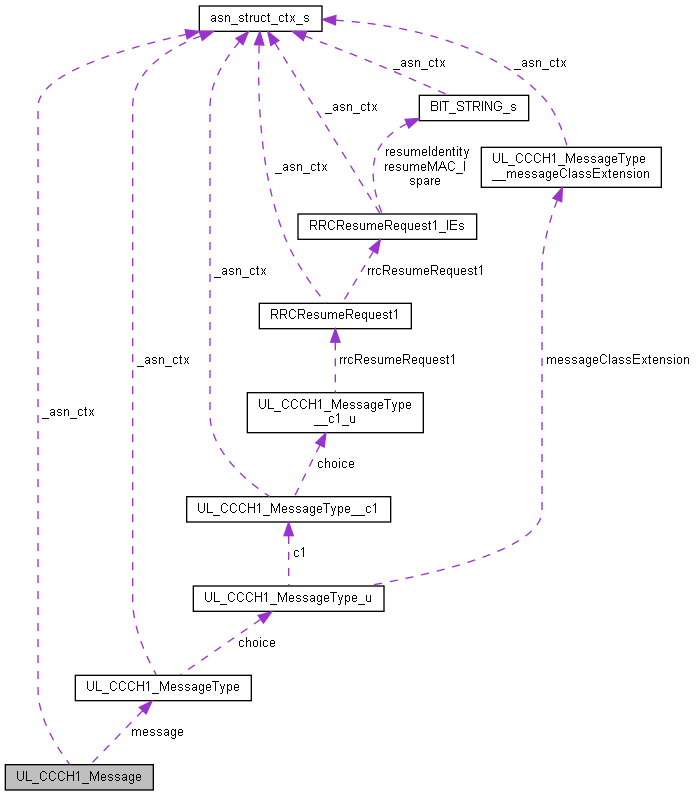 asn_struct_ctx_s
_asn_ctx
_asn_ctx
_asn_ctx
BIT_STRING_s
resumeIdentity
resumeMAC_I
spare
UL_CCCH1_MessageType
__messageClassExtension
_asn_ctx
RRCResumeRequest1_IEs
_asn_ctx
rrcResumeRequest1
RRCResumeRequest1
_asn_ctx
rrcResumeRequest1
messageClassExtension
_asn_ctx
UL_CCCH1_MessageType
__c1_u
choice
UL_CCCH1_MessageType__c1
c1
UL_CCCH1_MessageType_u
choice
UL_CCCH1_MessageType
message
UL_CCCH1_Message